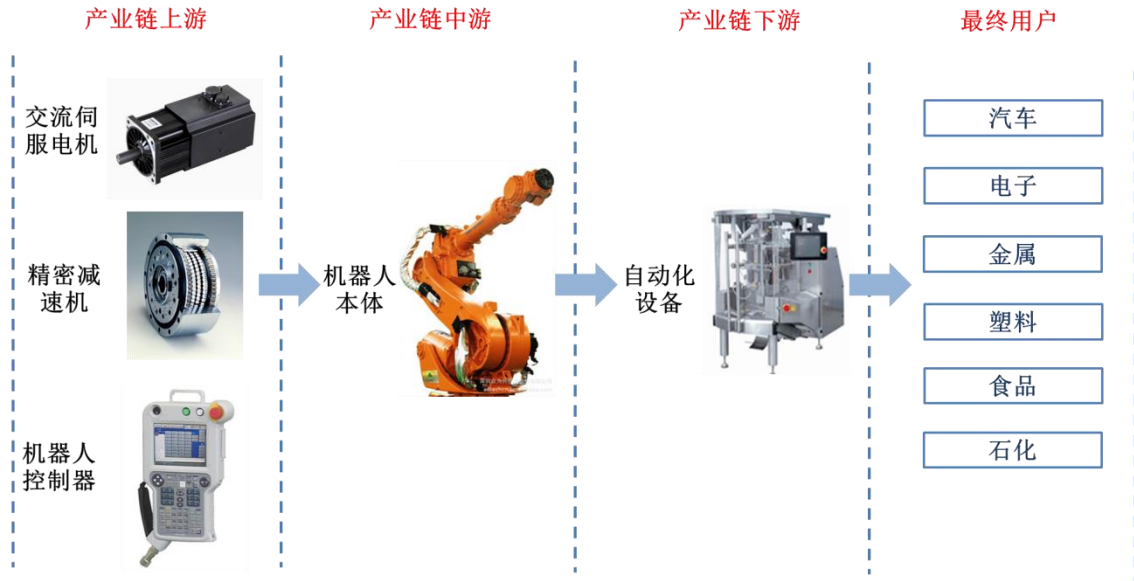 产业链上游
产业链中游
产业链下游
最终用户
交流伺
服电机
精密减
速机
机器人
控制器
机器人
本体
自动化
设备
汽车
电子
金属
塑料
食品
石化